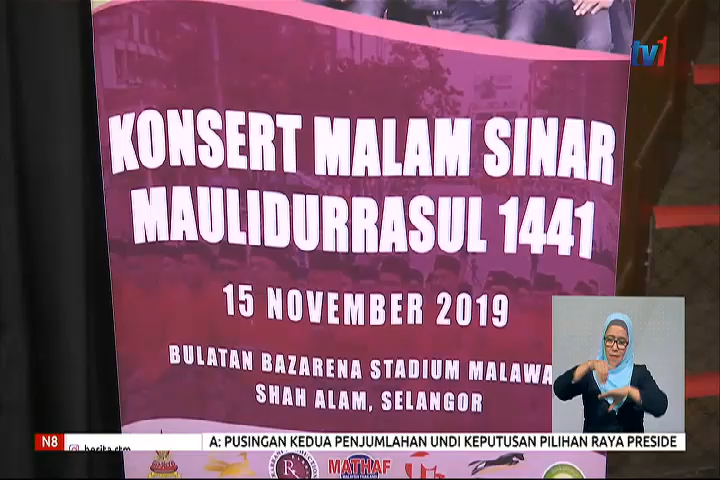 tv1
KONSERT MALAM SINAR
MAULIDURRASUL 1441
15 NOVEMBER 2019
BULATAN BAZARENA STADIUM MALAWA
SHAH ALAM, SELANGOR
N8
A: PUSINGAN KEDUA PENJUMLAHAN UNDI KEPUTUSAN PILIHAN RAYA PRESIDE
MATHAF